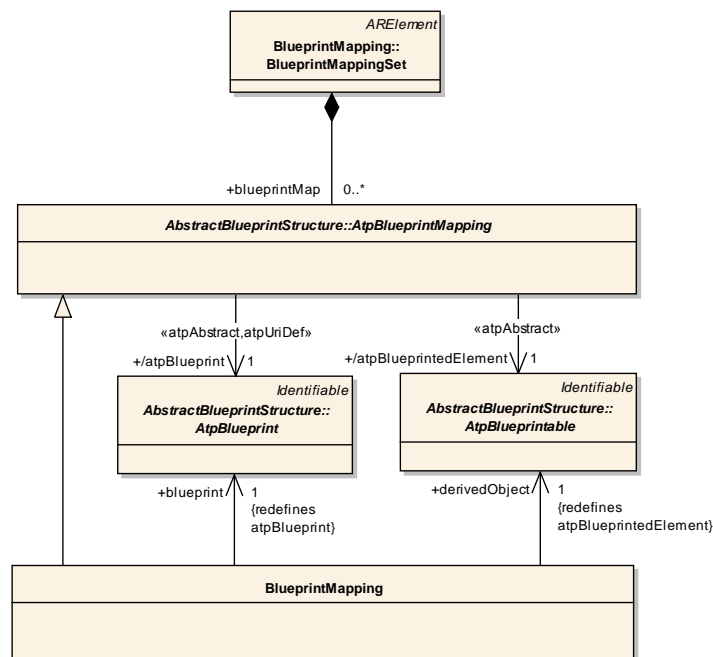 ARElement
BlueprintMapping::
BlueprintMappingSet
+blueprintMap 0..*
AbstractBlueprintStructure::AtpBlueprintMapping
«atpAbstract,atpUriDef»
«atpAbstract»
+/atpBlueprint 1
+/atpBlueprintedElement 1
Identifiable
AbstractBlueprintStructure::
AtpBlueprint
Identifiable
AbstractBlueprintStructure::
AtpBlueprintable
+blueprint 1
{redefines
atpBlueprint}
+derivedObject 1
{redefines
atpBlueprintedElement}
BlueprintMapping